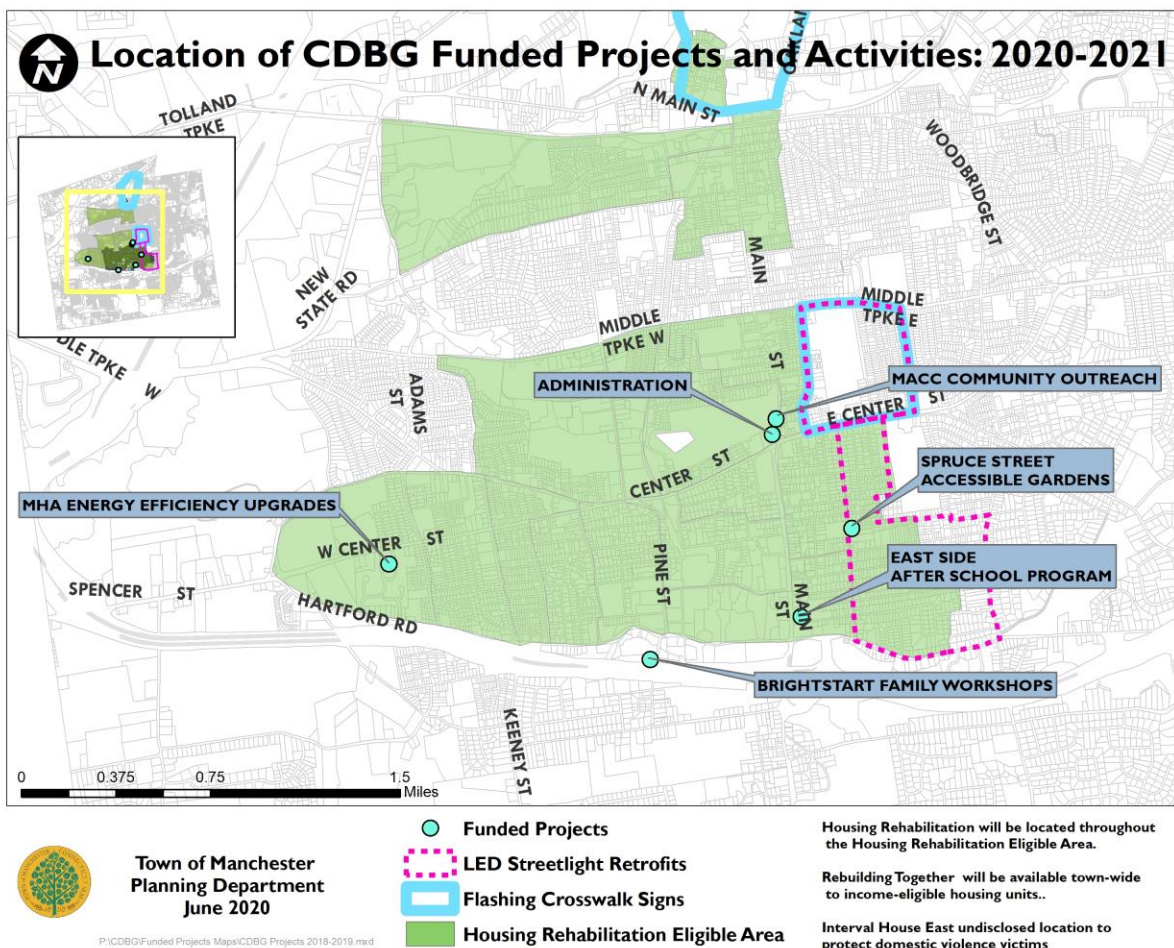 Location of CDBG Funded Projects and Activities: 2020-2021
N
OAKLAN
N MAIN ST
TOLLAND
TPKE
WOODBRIDGE ST
MAIN
NEW
STATE RD
MIDDLE
TPKE E
MIDDLE
TPKE W
DLE TPKE W
ST
ADMINISTRATION
MACC COMMUNITY OUTREACH
ADAMS
ST
E CENTER ST
SPRUCE STREET
ACCESSIBLE GARDENS
CENTER ST
MHA ENERGY EFFICIENCY UPGRADES
W CENTER ST
PINE ST
EAST SIDE
AFTER SCHOOL PROGRAM
SPENCER ST
HARTFORD RD
MAIN
ST
BRIGHTSTART FAMILY WORKSHOPS
KEENEY ST
0 0.375 0.75 1.5
Miles
Town of Manchester
Planning Department
June 2020
P:\CDBG\Funded Projects Maps\CDBG Projects 2018-2019.mxd
Funded Projects
LED Streetlight Retrofits
Flashing Crosswalk Signs
Housing Rehabilitation Eligible Area
Housing Rehabilitation will be located throughout
the Housing Rehabilitation Eligible Area.
Rebuilding Together will be available town-wide
to income-eligible housing units..
Interval House East undisclosed location to
protect domestic violence victims